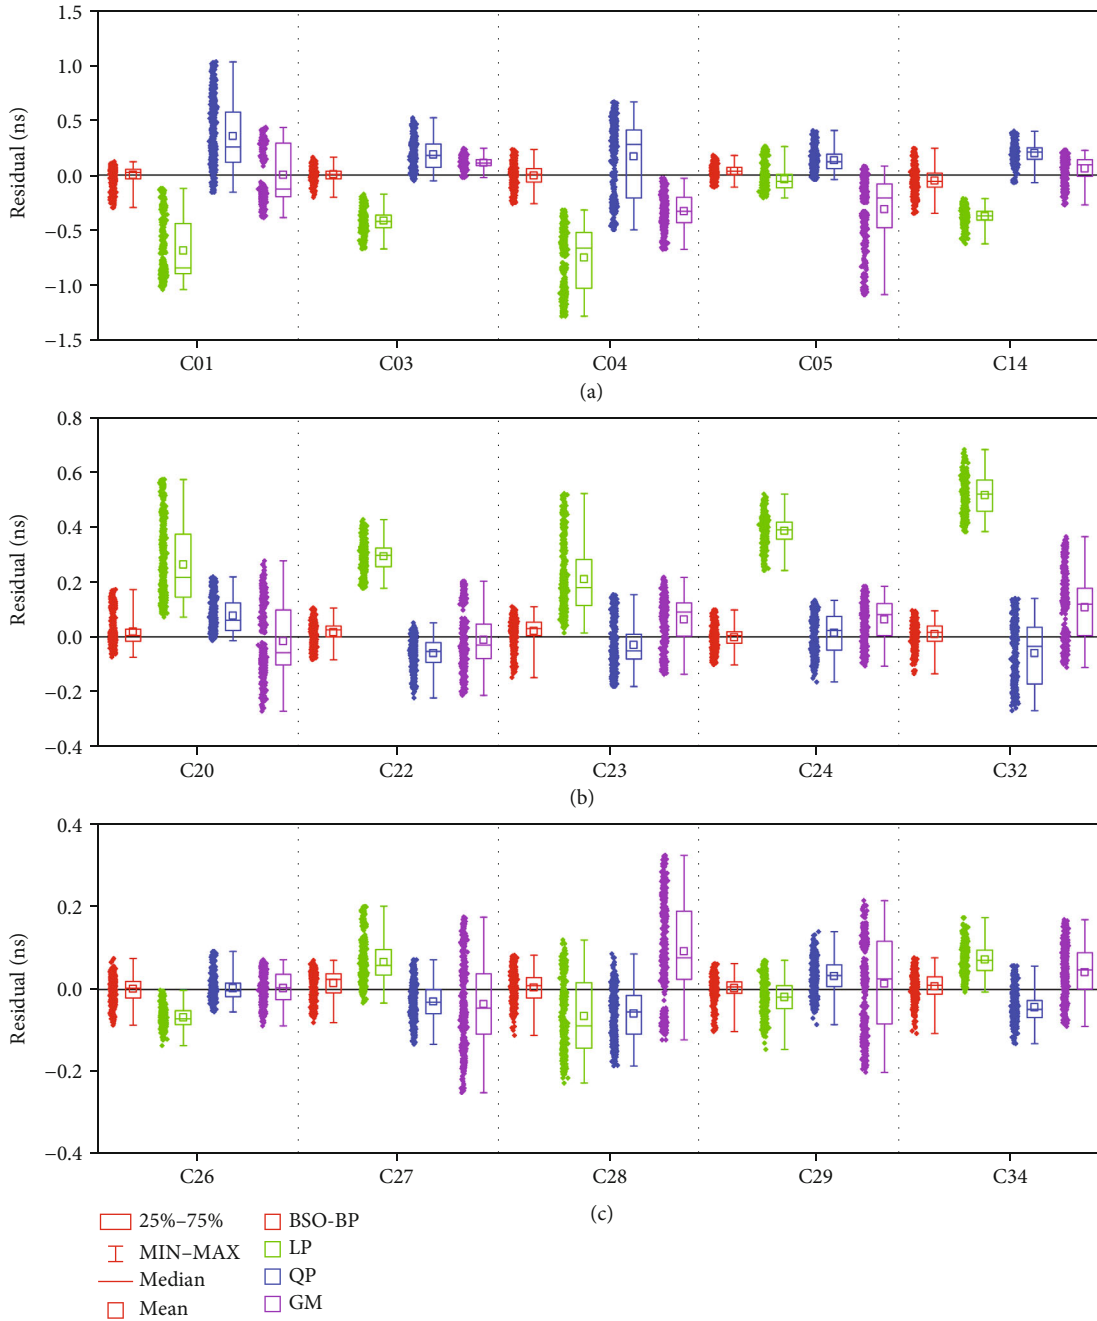 1.5
1.0
0.5
0.0
−0.5
−1.0
−1.5
Residual (ns)
C01 C03 C04 C05 C14
(a)
0.8
0.6
0.4
0.2
0.0
−0.2
−0.4
Residual (ns)
C20 C22 C23 C24 C32
(b)
0.4
0.2
0.0
−0.2
−0.4
Residual (ns)
C26 C27 C28 C29 C34
(c)
25%–75%
MIN–MAX
Median
Mean
BSO-BP
LP
QP
GM